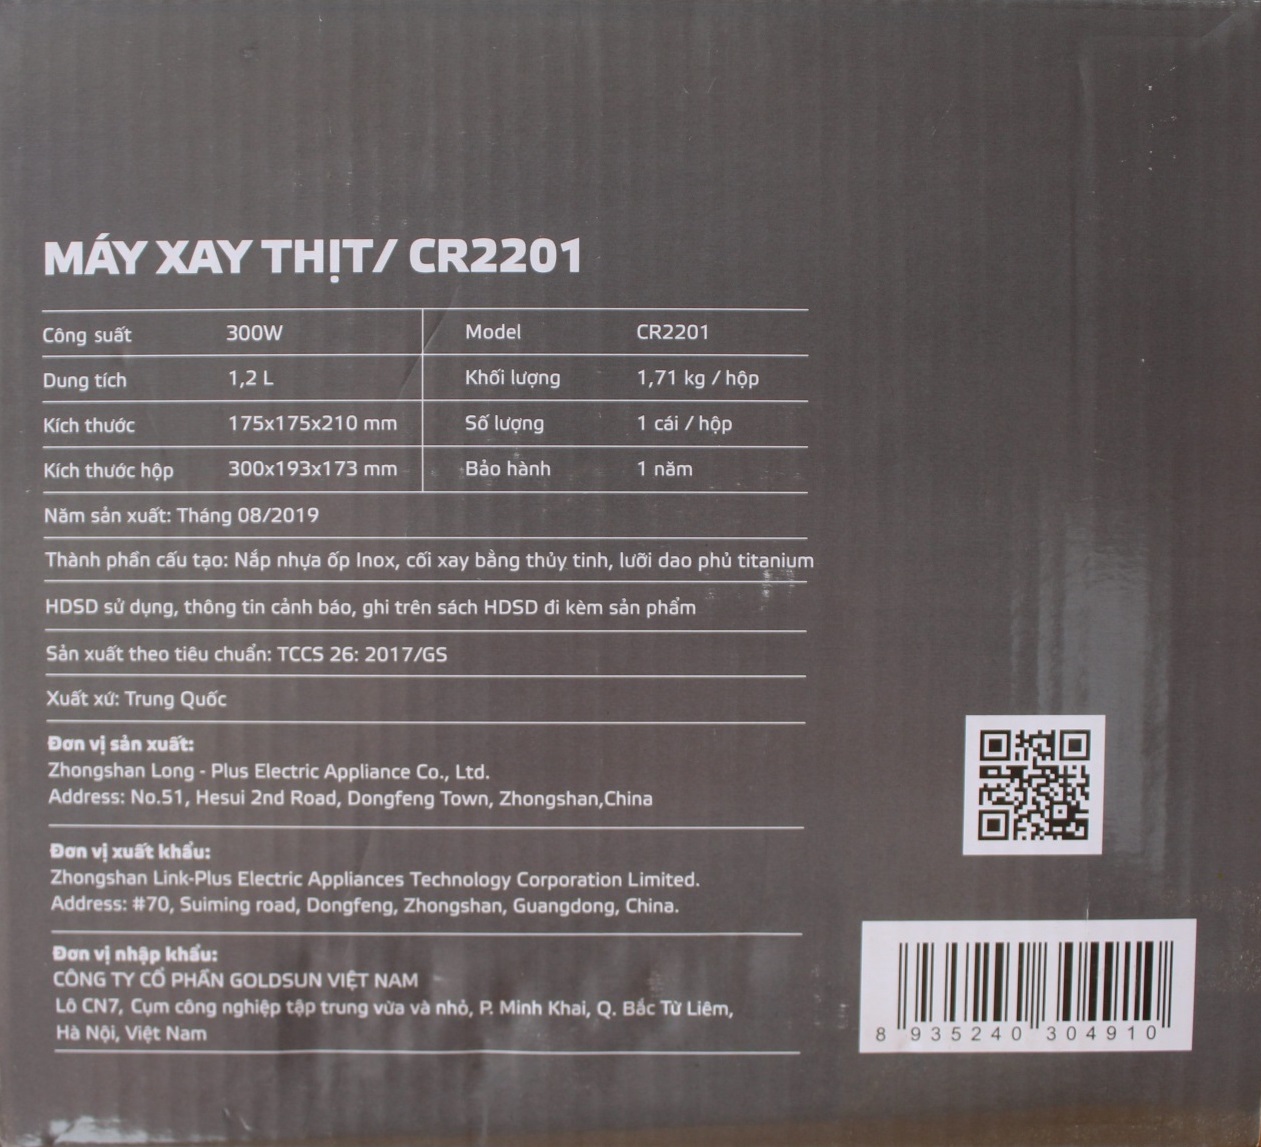 MÁY XAY THỊT/ CR2201
Công suất 300W Model CR2201
Dung tích 1,2 L Khối lượng 1,71 kg / hộp
Kích thước 175x175x210 mm Số lượng 1 cái / hộp
Kích thước hộp 300x193x173 mm Bảo hành 1 năm
Năm sản xuất: Tháng 08/2019
Thành phần cấu tạo: Nắp nhựa ốp Inox, cối xay bằng thủy tinh, lưỡi dao phủ titanium
HDSD sử dụng, thông tin cảnh báo, ghi trên sách HDSD đi kèm sản phẩm
Sản xuất theo tiêu chuẩn: TCCS 26: 2017/GS
Xuất xứ: Trung Quốc
Đơn vị sản xuất:
Zhongshan Long - Plus Electric Appliance Co., Ltd.
Address: No.51, Hesui 2nd Road, Dongfeng Town, Zhongshan,China
Đơn vị xuất khẩu:
Zhongshan Link-Plus Electric Appliances Technology Corporation Limited.
Address: #70, Suiming road, Dongfeng, Zhongshan, Guangdong, China.
Đơn vị nhập khẩu:
CÔNG TY CỔ PHẦN GOLDSUN VIỆT NAM
Lô CN7, Cụm công nghiệp tập trung vừa và nhỏ, P. Minh Khai, Q. Bắc Từ Liêm,
Hà Nội, Việt Nam
8 935240 304910